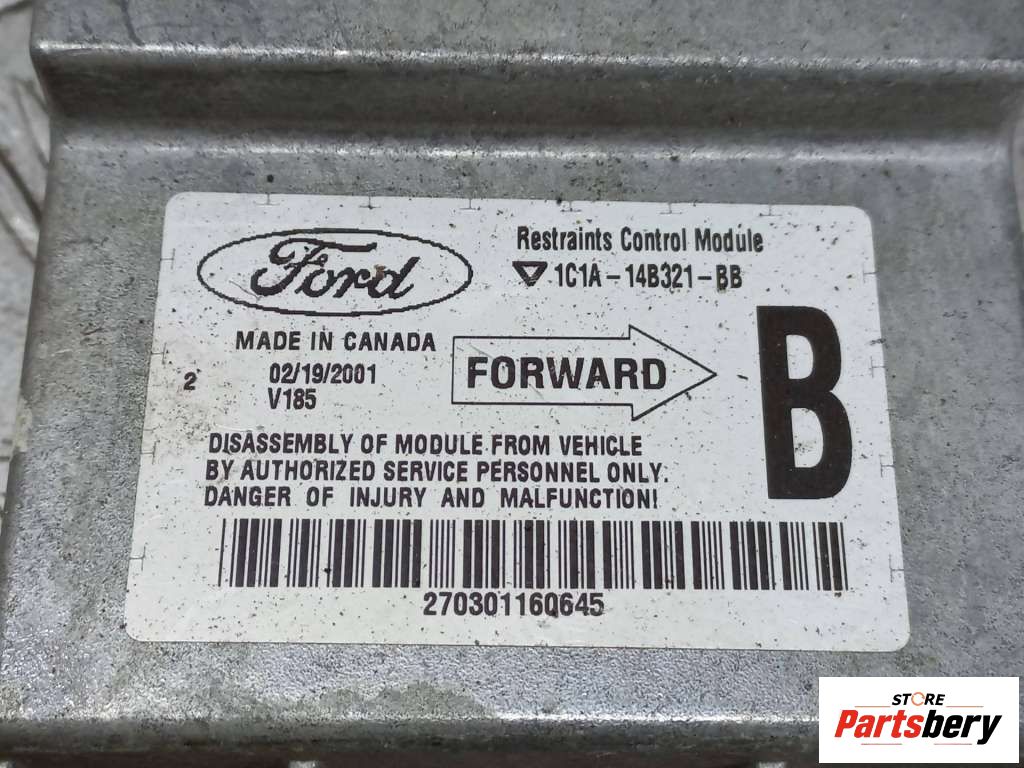 Ford
Restraints Control Module
1C1A-14B321-BB
MADE IN CANADA
FORWARD
B
2
02/19/2001
V185
DISASSEMBLY OF MODULE FROM VEHICLE
BY AUTHORIZED SERVICE PERSONNEL ONLY.
DANGER OF INJURY AND MALFUNCTION!
270301160645
STORE
Partsbery